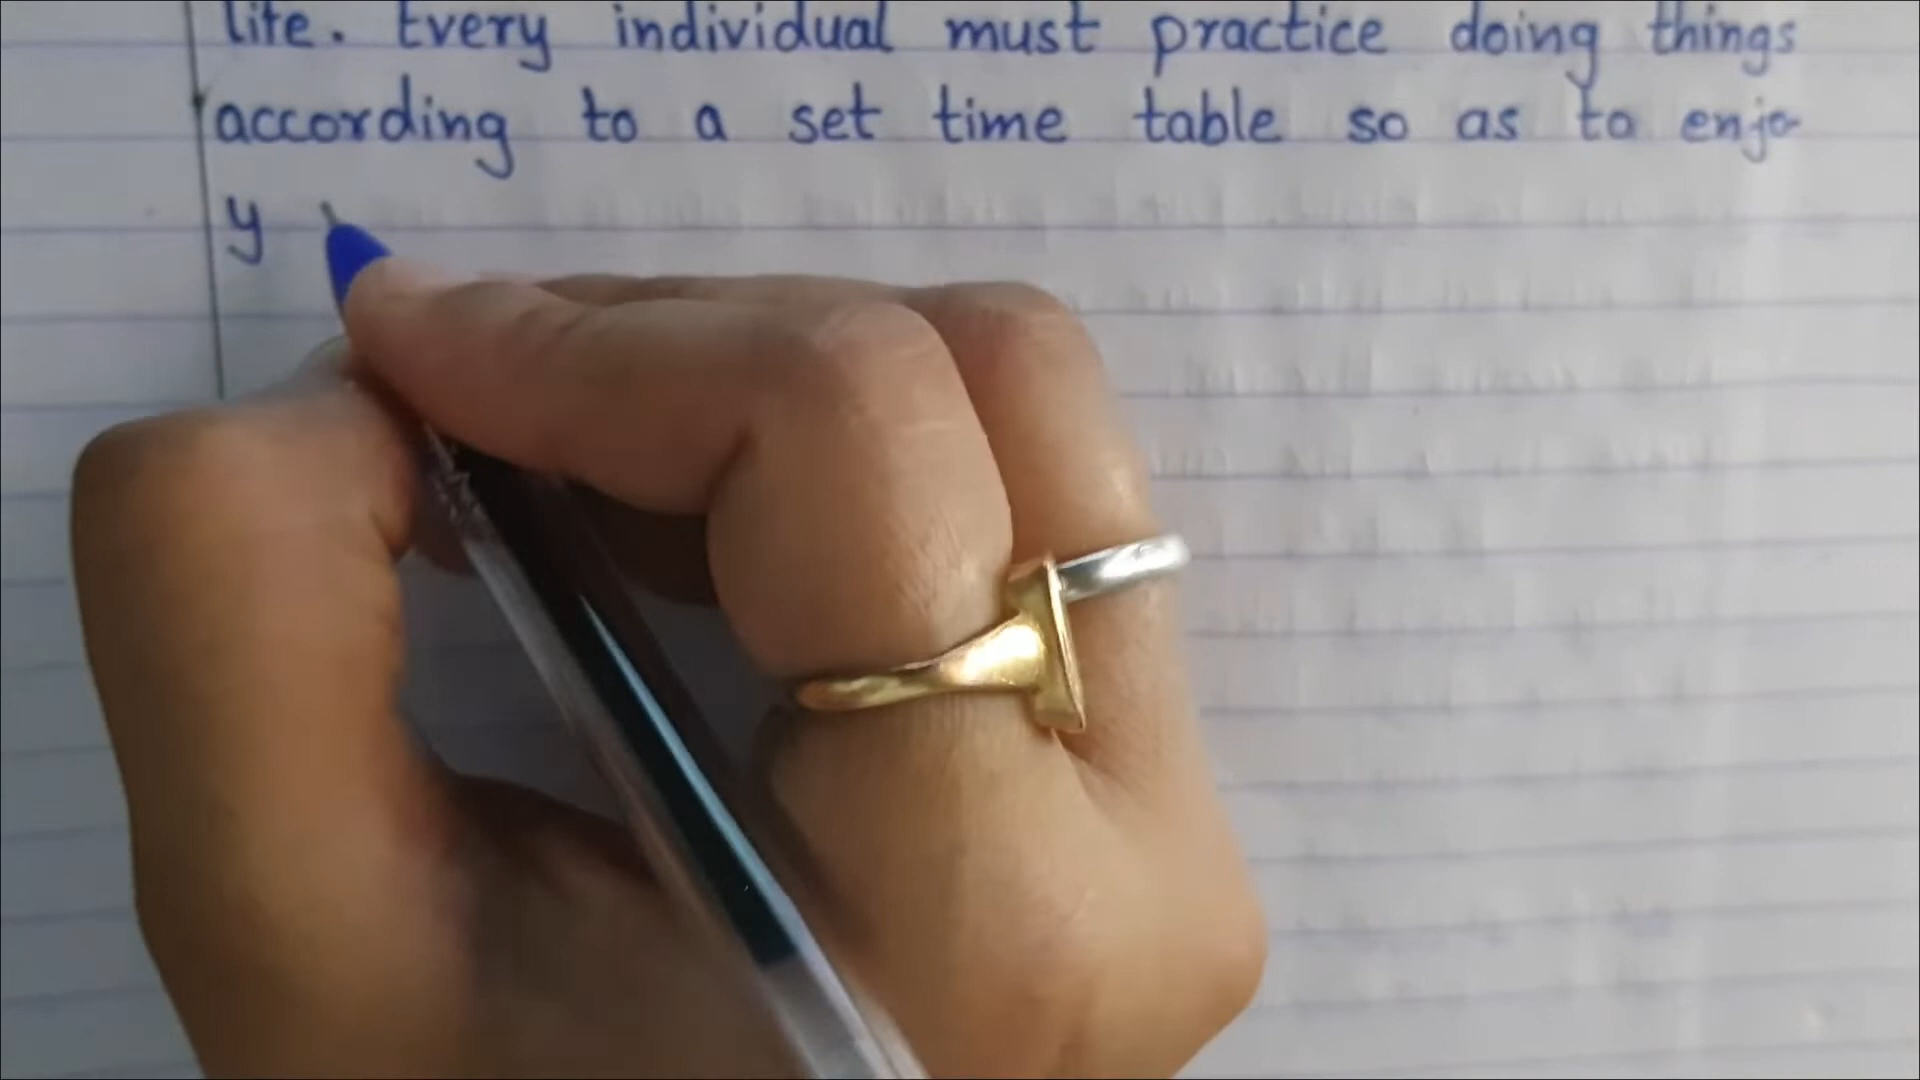 life. Every individual must practice doing things
according to a set time table so as to enjo-
y